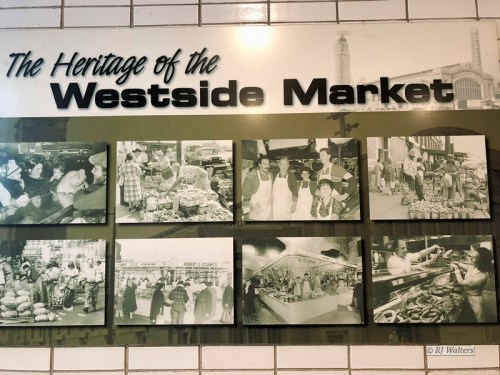 The Heritage of the
Westside Market
© RJ Walters